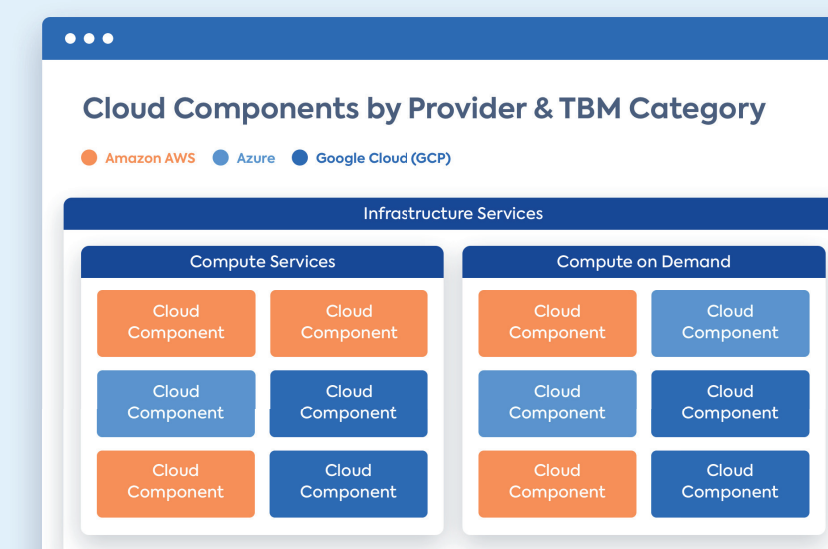 Cloud Components by Provider & TBM Category
Amazon AWS Azure Google Cloud (GCP)
Infrastructure Services
Compute Services
Cloud Component
Cloud Component
Cloud Component
Cloud Component
Cloud Component
Cloud Component
Compute on Demand
Cloud Component
Cloud Component
Cloud Component
Cloud Component
Cloud Component
Cloud Component